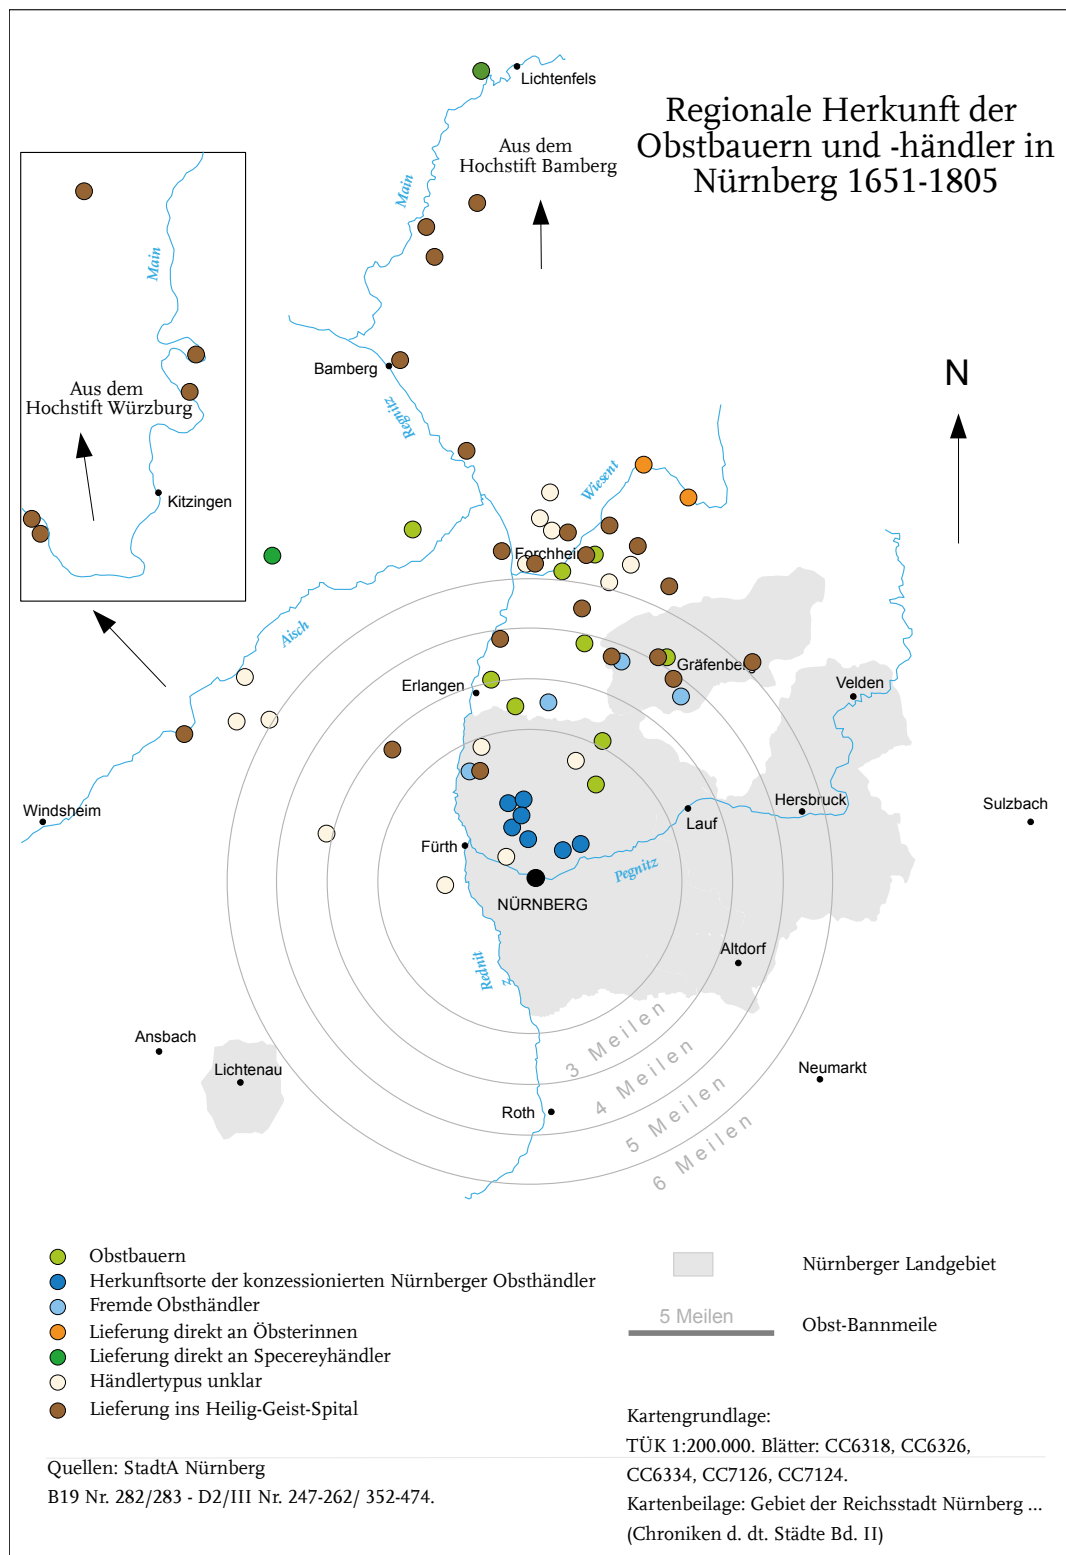 Regionale Herkunft der
Obstbauern und -händler in
Nürnberg 1651-1805
Lichtenfels
Aus dem
Hochstift Bamberg
Main
Main
Bamberg
Regnitz
N
Aus dem
Hochstift Würzburg
Kitzingen
Wiesent
Forchheim
Aisch
Erlangen
Gräfenberg
Velden
Windsheim
Hersbruck
Sulzbach
Lauf
Fürth
Pegnitz
NÜRNBERG
Altdorf
Rednitz
Ansbach
Lichtenau
Neumarkt
Roth
3 Meilen
4 Meilen
5 Meilen
6 Meilen
Obstbauern
Herkunftsorte der konzessionierten Nürnberger Obsthändler
Fremde Obsthändler
Lieferung direkt an Öbsterinnen
Lieferung direkt an Specereyhändler
Händlertypus unklar
Lieferung ins Heilig-Geist-Spital
Nürnberger Landgebiet
5 Meilen
Obst-Bannmeile
Quellen: StadtA Nürnberg
B19 Nr. 282/283 - D2/III Nr. 247-262/ 352-474.
Kartengrundlage:
TÜK 1:200.000. Blätter: CC6318, CC6326,
CC6334, CC7126, CC7124.
Kartenbeilage: Gebiet der Reichsstadt Nürnberg ...
(Chroniken d. dt. Städte Bd. II)